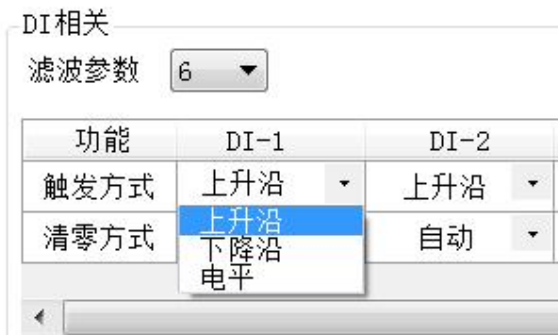 DI相关
滤波参数 6
功能 DI-1 DI-2
触发方式 上升沿 上升沿
清零方式 上升沿 自动
下降沿
电平